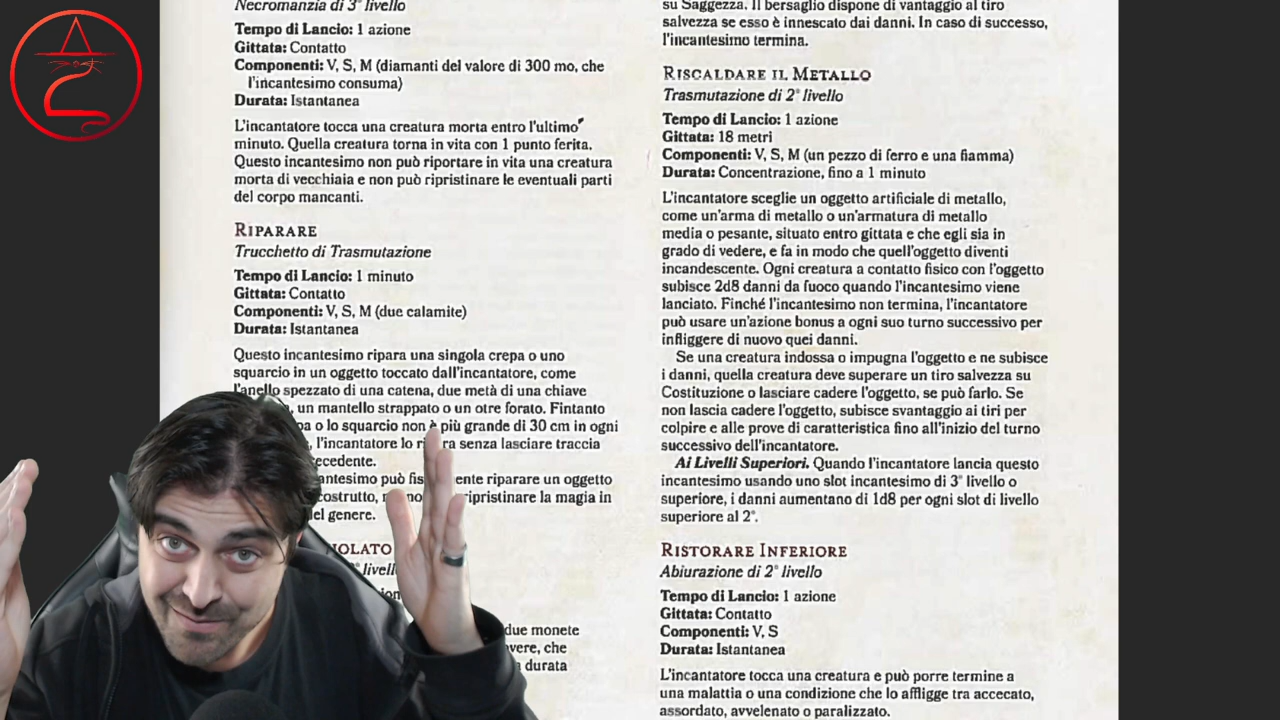 Necromanzia di 3° livello
Tempo di Lancio: 1 azione
Gittata: Contatto
Componenti: V, S, M (diamanti del valore di 300 mo, che
l'incantesimo consuma)
Durata: Istantanea
L'incantatore tocca una creatura morta entro l'ultimo
minuto. Quella creatura torna in vita con 1 punto ferita.
Questo incantesimo non può riportare in vita una creatura
morta di vecchiaia e non può ripristinare le eventuali parti
del corpo mancanti.
RIPARARE
Trucchetto di Trasmutazione
Tempo di Lancio: 1 minuto
Gittata: Contatto
Componenti: V, S, M (due calamite)
Durata: Istantanea
Questo incantesimo ripara una singola crepa o uno
squarcio in un oggetto toccato dall'incantatore, come
l'anello spezzato di una catena, due metà di una chiave
un mantello strappato o un otre forato. Fintanto
o lo squarcio non è più grande di 30 cm in ogni
l'incantatore lo senza lasciare traccia
può ente riparare un oggetto
ripristinare la magia in
del genere.
due monete
che
durata
su Saggezza. Il bersaglio dispone di vantaggio al tiro
salvezza se esso è innescato dai danni. In caso di successo,
l'incantesimo termina.
RISCALDARE IL METALLO
Trasmutazione di 2° livello
Tempo di Lancio: 1 azione
Gittata: 18 metri
Componenti: V, S, M (un pezzo di ferro e una fiamma)
Durata: Concentrazione, fino a 1 minuto
L'incantatore sceglie un oggetto artificiale di metallo,
come un'arma di metallo o un'armatura di metallo
media o pesante, situato entro gittata e che egli sia in
grado di vedere, e fa in modo che quell'oggetto diventi
incandescente. Ogni creatura a contatto fisico con l'oggetto
subisce 2d8 danni da fuoco quando l'incantesimo viene
lanciato. Finché l'incantesimo non termina, l'incantatore
può usare un'azione bonus a ogni suo turno successivo per
infliggere di nuovo quei danni.
Se una creatura indossa o impugna l'oggetto e ne subisce
i danni, quella creatura deve superare un tiro salvezza su
Costituzione o lasciare cadere l'oggetto, se può farlo. Se
non lascia cadere l'oggetto, subisce svantaggio ai tiri per
colpire e alle prove di caratteristica fino all'inizio del turno
successivo dell'incantatore.
Ai Livelli Superiori. Quando l'incantatore lancia questo
incantesimo usando uno slot incantesimo di 3° livello o
superiore, i danni aumentano di 1d8 per ogni slot di livello
superiore al 2°.
RISTORARE INFERIORE
Abiurazione di 2° livello
Tempo di Lancio: 1 azione
Gittata: Contatto
Componenti: V, S
Durata: Istantanea
L'incantatore tocca una creatura e può porre termine a
una malattia o una condizione che lo affligge tra accecato,
assordato, avvelenato o paralizzato.